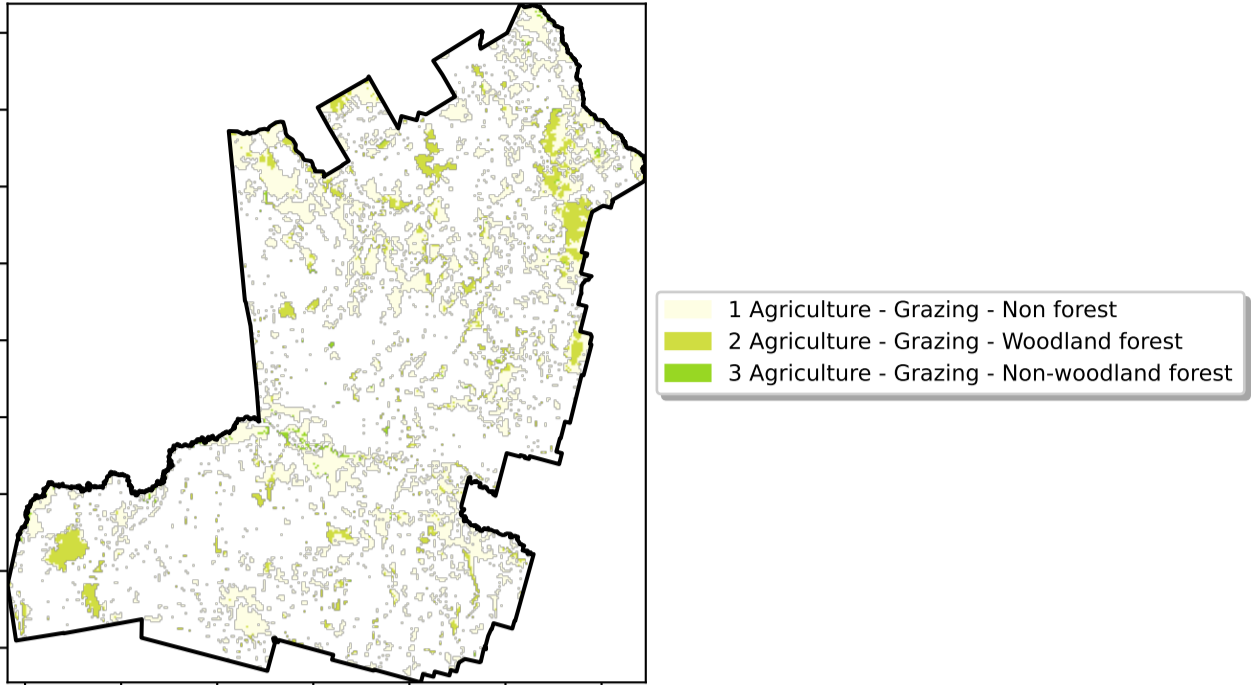 1 Agriculture - Grazing - Non forest
2 Agriculture - Grazing - Woodland forest
3 Agriculture - Grazing - Non-woodland forest